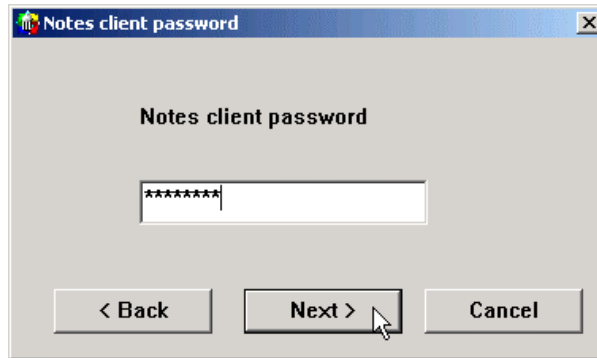 Notes client password
Notes client password
********
< Back Next > Cancel